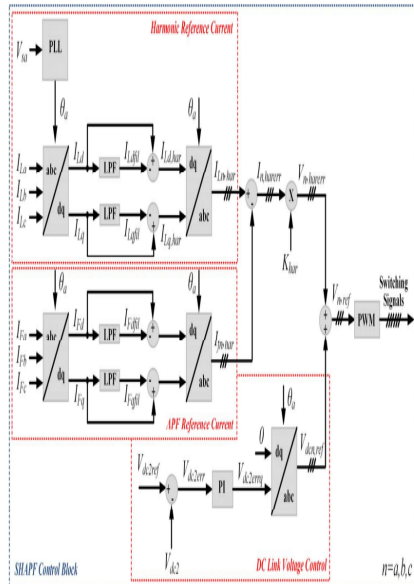 Harmonic Reference Current
PLL
V_sa
θ_a
θ_a
I_La
I_Lb
I_Lc
abc
dq
I_Ld
LPF
I_Ldfil
I_Ld,har
I_Lq
LPF
I_Lqfil
I_Lq,har
dq
abc
I_Ln,har
I_n,harerr
X
V_n,harerr
K_har
θ_a
θ_a
I_Fa
I_Fb
I_Fc
abc
dq
I_Fd
LPF
I_Fdfil
I_Fq
LPF
I_Fqfil
dq
abc
I_Fn,har
APF Reference Current
V_n,ref
PWM
Switching
Signals
θ_a
0
dq
abc
V_dcn,ref
V_dc2ref
V_dc2err
PI
V_dc2errq
V_dc2
DC Link Voltage Control
SHAPF Control Block
n=a,b,c